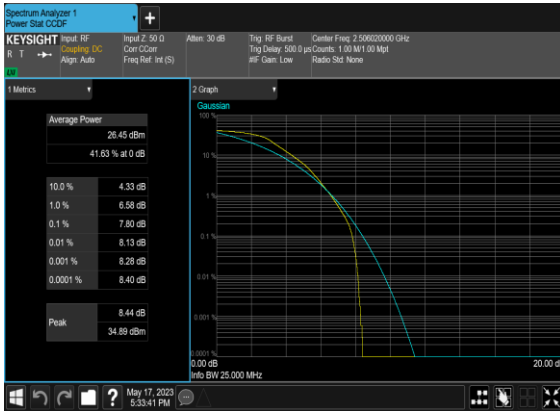 Spectrum Analyzer 1
Power Stat CCDF
+
KEYSIGHT Input: RF Input Z: 50 Ω Atten: 30 dB Trig: RF Burst Center Freq: 2.506020000 GHz
R T Coupling: DC Corr CCorr Trig Delay: 500.0 µs Counts: 1.00 M/1.00 Mpt
Align: Auto Freq Ref: Int (S) #IF Gain: Low Radio Std: None
1 Metrics
Average Power
26.45 dBm
41.63 % at 0 dB
10.0 % 4.33 dB
1.0 % 6.58 dB
0.1 % 7.80 dB
0.01 % 8.13 dB
0.001 % 8.28 dB
0.0001 % 8.40 dB
Peak 8.44 dB
34.89 dBm
2 Graph
Gaussian
100 %
10 %
1 %
0.1 %
0.01 %
0.001 %
0.0001 %
0.00 dB 20.00 d
Info BW 25.000 MHz
May 17, 2023
5:33:41 PM